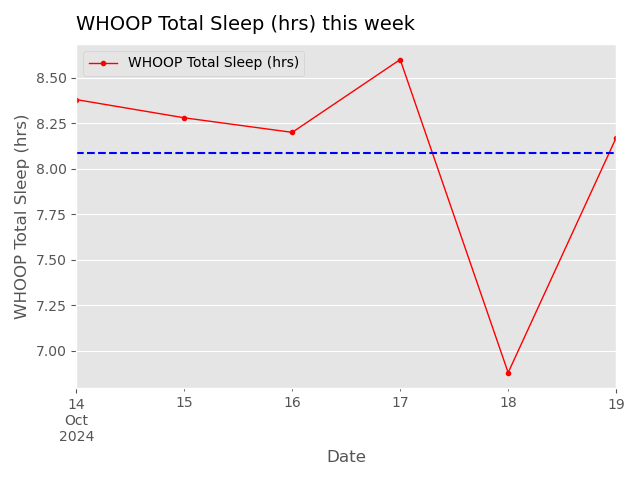 WHOOP Total Sleep (hrs) this week
WHOOP Total Sleep (hrs)
WHOOP Total Sleep (hrs)
8.50
8.25
8.00
7.75
7.50
7.25
7.00
14 15 16 17 18 19
Oct
2024
Date